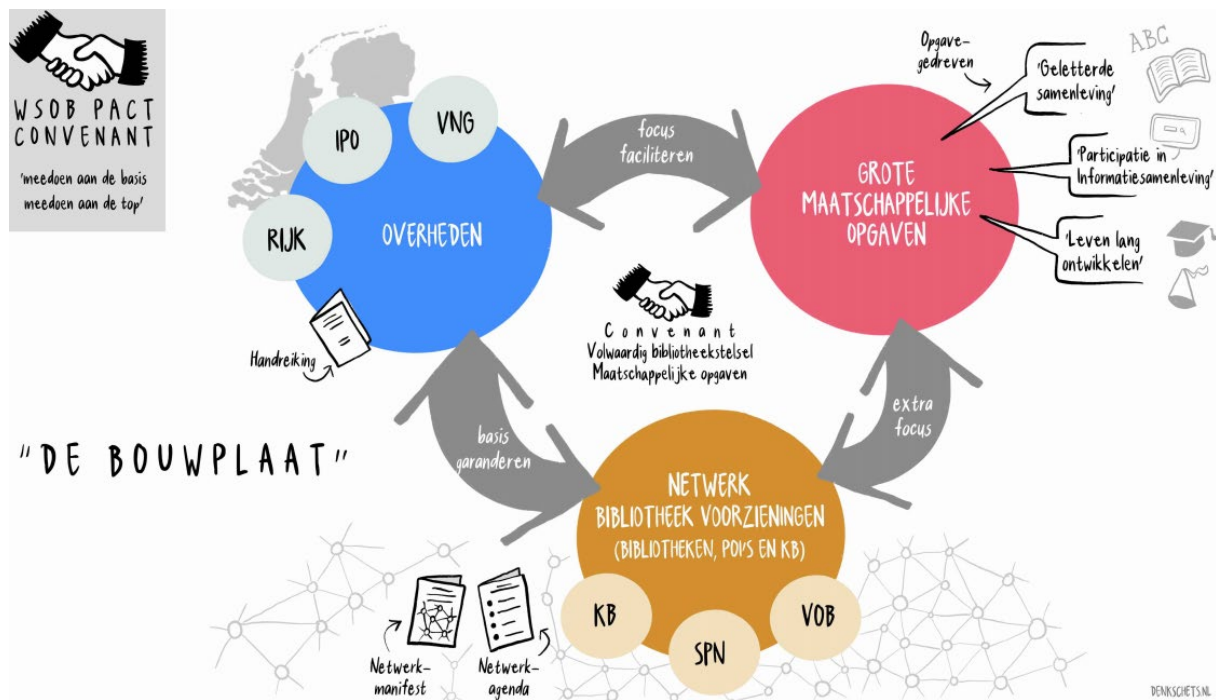 WSOB PACT
CONVENANT
'meedoen aan de basis
meedoen aan de top'
IPO
VNG
RIJK
OVERHEDEN
Handreiking
focus
faciliteren
Opgave-
gedreven
GROTE
MAATSCHAPPELIJKE
OPGAVEN
ABC
'Geletterde
samenleving'
'Participatie in
Informatiesamenleving'
'Leven lang
ontwikkelen'
Convenant
Volwaardig bibliotheekstelsel
Maatschappelijke opgaven
basis
garanderen
extra
focus
"DE BOUWPLAAT"
NETWERK
BIBLIOTHEEK VOORZIENINGEN
(BIBLIOTHEKEN, POI'S EN KB)
KB
SPN
VOB
Netwerk-
manifest
Netwerk-
agenda
DENKSCHETS.NL